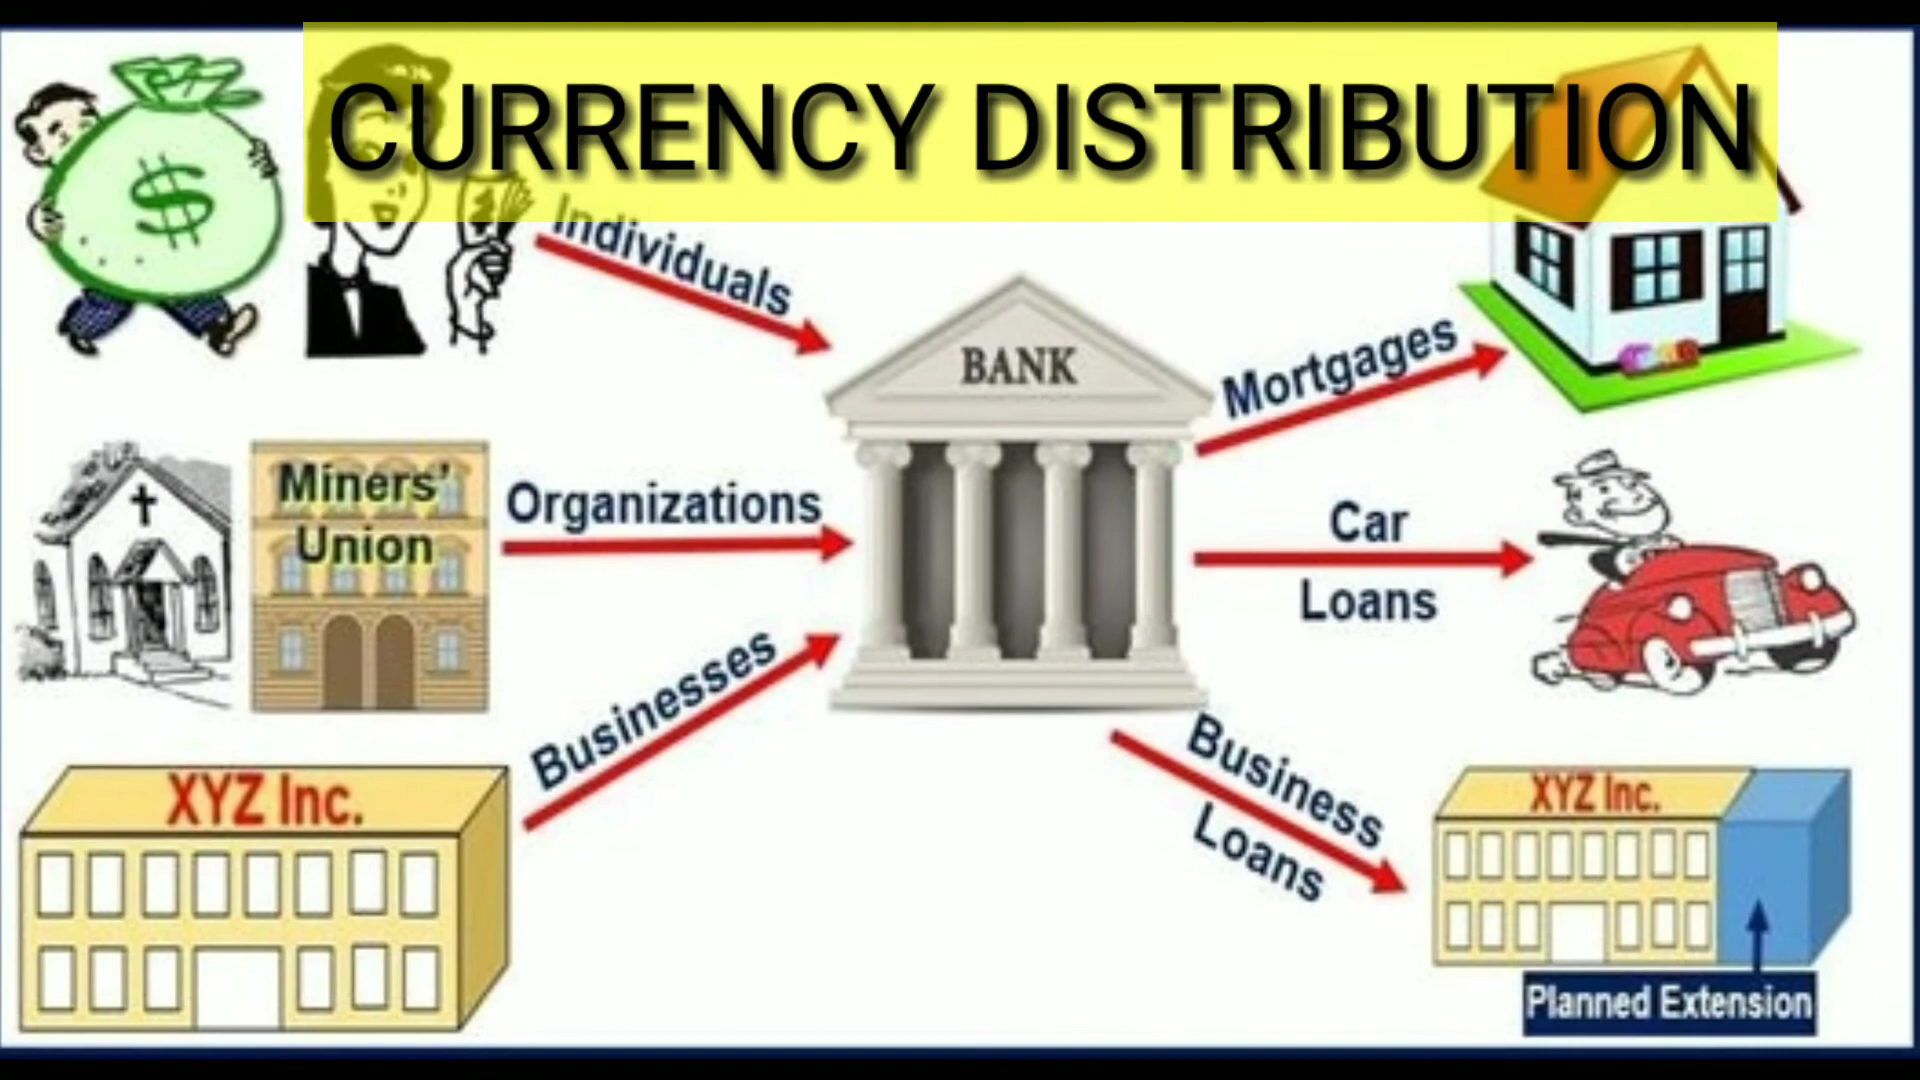 CURRENCY DISTRIBUTION
$
Individuals
BANK
Mortgages
Miners'
Union
Organizations
Car
Loans
Businesses
Business
Loans
XYZ Inc.
XYZ Inc.
Planned Extension